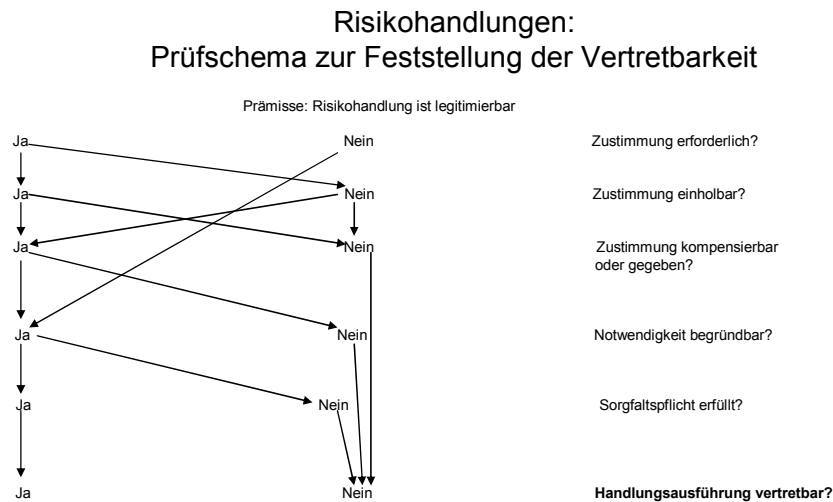 Risikohandlungen:
Prüfschema zur Feststellung der Vertretbarkeit
Prämisse: Risikohandlung ist legitimierbar
Ja Nein Zustimmung erforderlich?
Ja Nein Zustimmung einholbar?
Ja Nein Zustimmung kompensierbar
oder gegeben?
Ja Nein Notwendigkeit begründbar?
Ja Nein Sorgfaltspflicht erfüllt?
Ja Nein Handlungsausführung vertretbar?